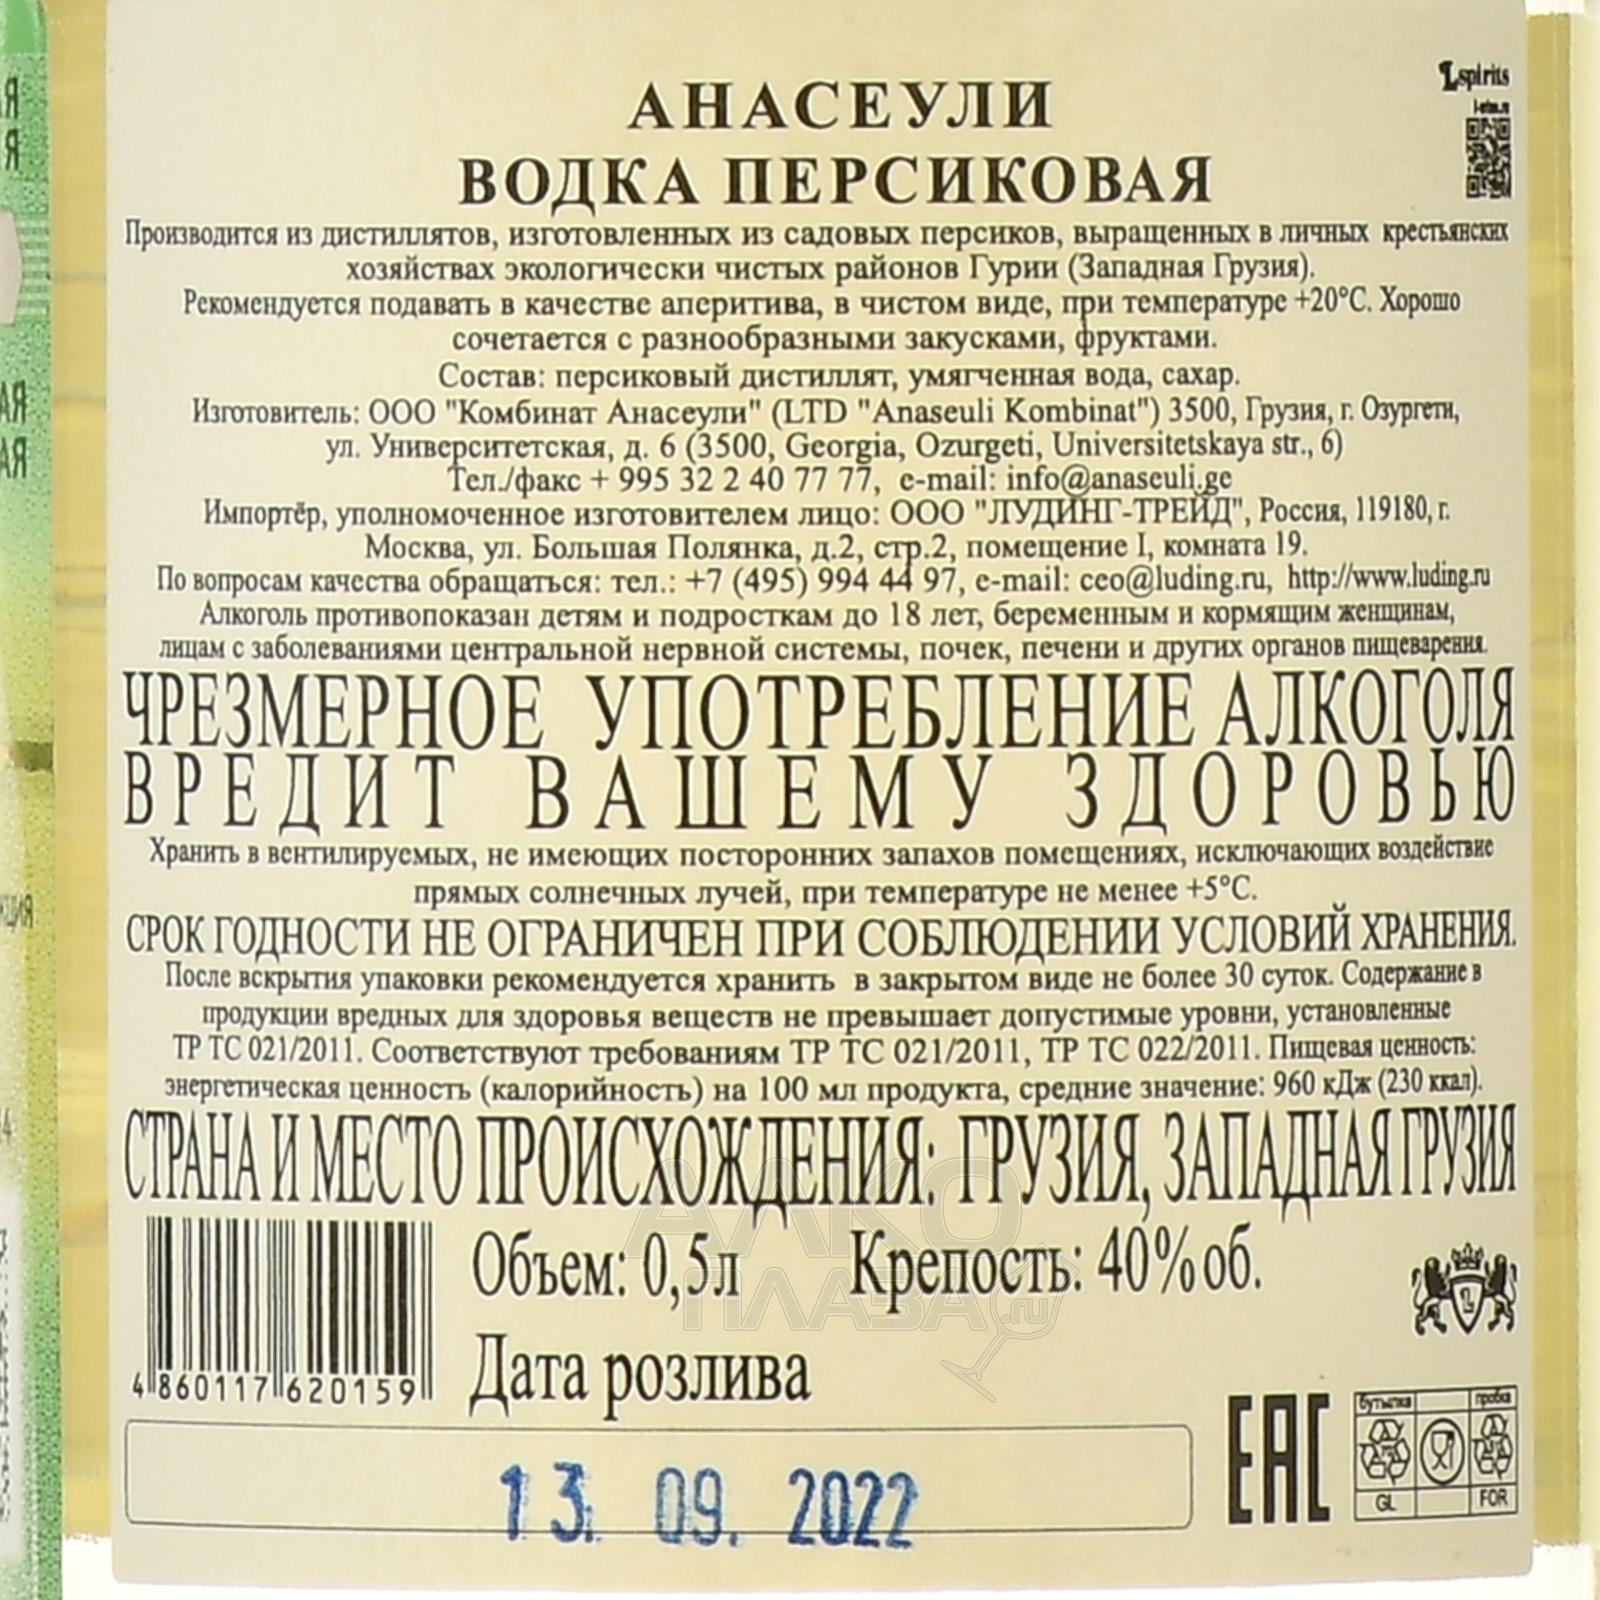 АНАСЕУЛИ
Lspirits
ВОДКА ПЕРСИКОВАЯ
Производится из дистиллятов, изготовленных из садовых персиков, выращенных в личных крестьянских
хозяйствах экологически чистых районов Гурии (Западная Грузия).
Рекомендуется подавать в качестве аперитива, в чистом виде, при температуре +20°С. Хорошо
сочетается с разнообразными закусками, фруктами.
Состав: персиковый дистиллят, умягченная вода, сахар.
Изготовитель: ООО "Комбинат Анасеули" (LTD "Anaseuli Kombinat") 3500, Грузия, г. Озургети,
ул. Университетская, д. 6 (3500, Georgia, Ozurgeti, Universitetskaya str., 6)
Тел./факс + 995 32 2 40 77 77, e-mail: info@anaseuli.ge
Импортёр, уполномоченное изготовителем лицо: ООО "ЛУДИНГ-ТРЕЙД", Россия, 119180, г.
Москва, ул. Большая Полянка, д.2, стр.2, помещение I, комната 19.
По вопросам качества обращаться: тел.: +7 (495) 994 44 97, e-mail: ceo@luding.ru, http://www.luding.ru
Алкоголь противопоказан детям и подросткам до 18 лет, беременным и кормящим женщинам,
лицам с заболеваниями центральной нервной системы, почек, печени и других органов пищеварения.
ЧРЕЗМЕРНОЕ УПОТРЕБЛЕНИЕ АЛКОГОЛЯ
ВРЕДИТ ВАШЕМУ ЗДОРОВЬЮ
Хранить в вентилируемых, не имеющих посторонних запахов помещениях, исключающих воздействие
прямых солнечных лучей, при температуре не менее +5°С.
СРОК ГОДНОСТИ НЕ ОГРАНИЧЕН ПРИ СОБЛЮДЕНИИ УСЛОВИЙ ХРАНЕНИЯ.
После вскрытия упаковки рекомендуется хранить в закрытом виде не более 30 суток. Содержание в
продукции вредных для здоровья веществ не превышает допустимые уровни, установленные
ТР ТС 021/2011. Соответствуют требованиям ТР ТС 021/2011, ТР ТС 022/2011. Пищевая ценность:
энергетическая ценность (калорийность) на 100 мл продукта, средние значение: 960 кДж (230 ккал).
СТРАНА И МЕСТО ПРОИСХОЖДЕНИЯ: ГРУЗИЯ, ЗАПАДНАЯ ГРУЗИЯ
Объем: 0,5л Крепость: 40%об.
АЛКО
ПЛАЗА.ru
4 860117 620159
Дата розлива
13. 09. 2022
EAC
бутылка пробка
GL FOR